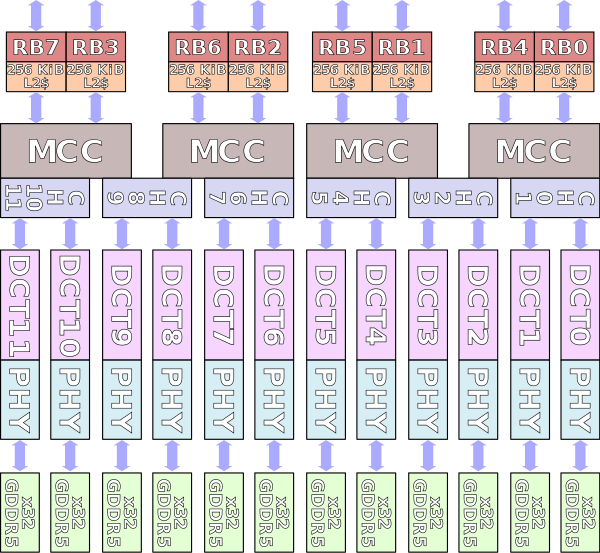 RB7 RB3 RB6 RB2 RB5 RB1 RB4 RB0
256 KiB 256 KiB 256 KiB 256 KiB 256 KiB 256 KiB 256 KiB 256 KiB
L2$ L2$ L2$ L2$ L2$ L2$ L2$ L2$
MCC MCC MCC MCC
CH
10
11
CH
8
9
CH
6
7
CH
4
5
CH
2
3
CH
0
1
DCT11 DCT10 DCT9 DCT8 DCT7 DCT6 DCT5 DCT4 DCT3 DCT2 DCT1 DCT0
PHY PHY PHY PHY PHY PHY PHY PHY PHY PHY PHY PHY
x32
GDDR5
x32
GDDR5
x32
GDDR5
x32
GDDR5
x32
GDDR5
x32
GDDR5
x32
GDDR5
x32
GDDR5
x32
GDDR5
x32
GDDR5
x32
GDDR5
x32
GDDR5